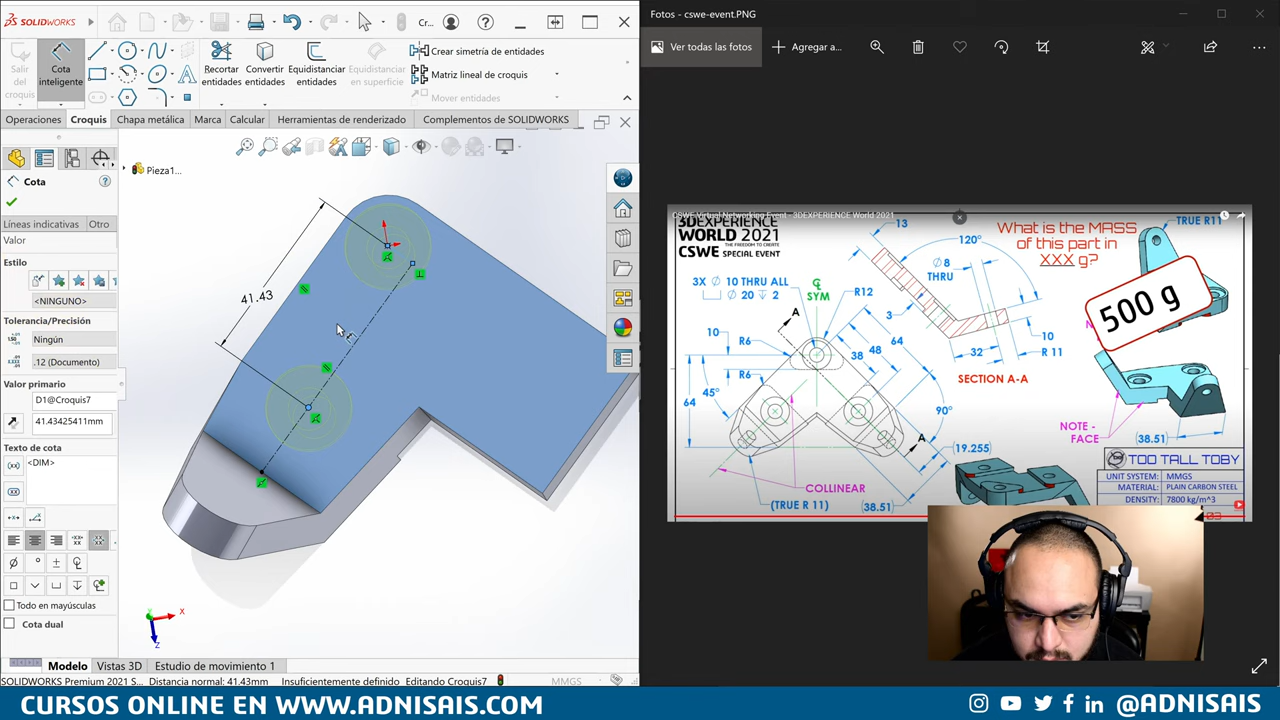 SOLIDWORKS
Cr...
Salir del croquis
Cota inteligente
Recortar entidades
Convertir entidades
Equidistanciar entidades
Equidistanciar en superficie
Crear simetría de entidades
Matriz lineal de croquis
Mover entidades
Operaciones
Croquis
Chapa metálica
Marca
Calcular
Herramientas de renderizado
Complementos de SOLIDWORKS
Pieza1...
Cota
Líneas indicativas
Otro
Valor
Estilo
<NINGUNO>
Tolerancia/Precisión
Ningún
.12 (Documento)
Valor primario
D1@Croquis7
41.43425411mm
Texto de cota
<DIM>
Todo en mayúsculas
Cota dual
41.43
X
Z
Modelo
Vistas 3D
Estudio de movimiento 1
SOLIDWORKS Premium 2021 S...
Distancia normal: 41.43mm
Insuficientemente definido
Editando Croquis7
MMGS
Fotos - cswe-event.PNG
Ver todas las fotos
Agregar a...
CSWE Virtual Networking Event - 3DEXPERIENCE World 2021
3DEXPERIENCE
WORLD 2021
CSWE
SPECIAL EVENT
13
120°
What is the MASS
of this part in
XXX g?
TRUE R11
500 g
Ø 8
THRU
3X Ø 10 THRU ALL
Ø 20 ↧ 2
SYM
R12
A
3
10
R6
R6
38
48
64
10
32
R 11
SECTION A-A
45°
64
90°
A
(19.255)
NOTE -
FACE
(38.51)
COLLINEAR
(TRUE R 11)
(38.51)
TOO TALL TOBY
UNIT SYSTEM:
MMGS
MATERIAL:
PLAIN CARBON STEEL
DENSITY:
7800 kg/m^3
CURSOS ONLINE EN WWW.ADNISAIS.COM
@ADNISAIS